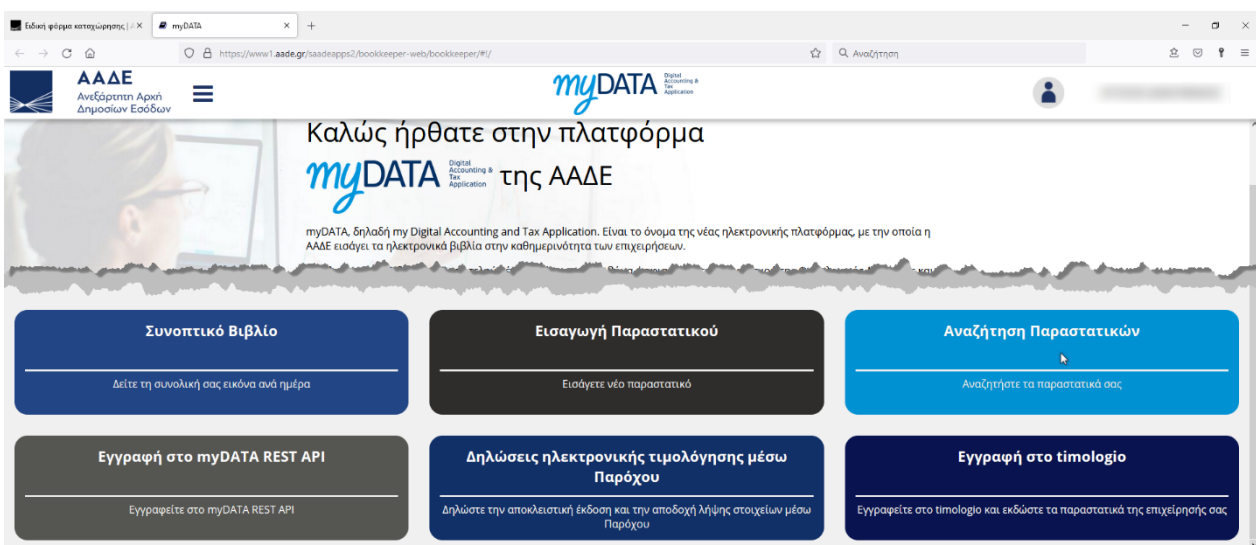 Ειδική φόρμα καταχώρησης | Α
myDATA
https://www1.aade.gr/saadeapps2/bookkeeper-web/bookkeeper/#!/
Αναζήτηση
ΑΑΔΕ
Ανεξάρτητη Αρχή
Δημοσίων Εσόδων
myDATA Digital Accounting & Tax Application
Καλώς ήρθατε στην πλατφόρμα
myDATA Digital Accounting & Tax Application της ΑΑΔΕ
myDATA, δηλαδή my Digital Accounting and Tax Application. Είναι το όνομα της νέας ηλεκτρονικής πλατφόρμας, με την οποία η
ΑΑΔΕ εισάγει τα ηλεκτρονικά βιβλία στην καθημερινότητα των επιχειρήσεων.
Συνοπτικό Βιβλίο
Δείτε τη συνολική σας εικόνα ανά ημέρα
Εισαγωγή Παραστατικού
Εισάγετε νέο παραστατικό
Αναζήτηση Παραστατικών
Αναζητήστε τα παραστατικά σας
Εγγραφή στο myDATA REST API
Εγγραφείτε στο myDATA REST API
Δηλώσεις ηλεκτρονικής τιμολόγησης μέσω
Παρόχου
Δηλώστε την αποκλειστική έκδοση και την αποδοχή λήψης στοιχείων μέσω
Παρόχου
Εγγραφή στο timologio
Εγγραφείτε στο timologio και εκδώστε τα παραστατικά της επιχείρησής σας